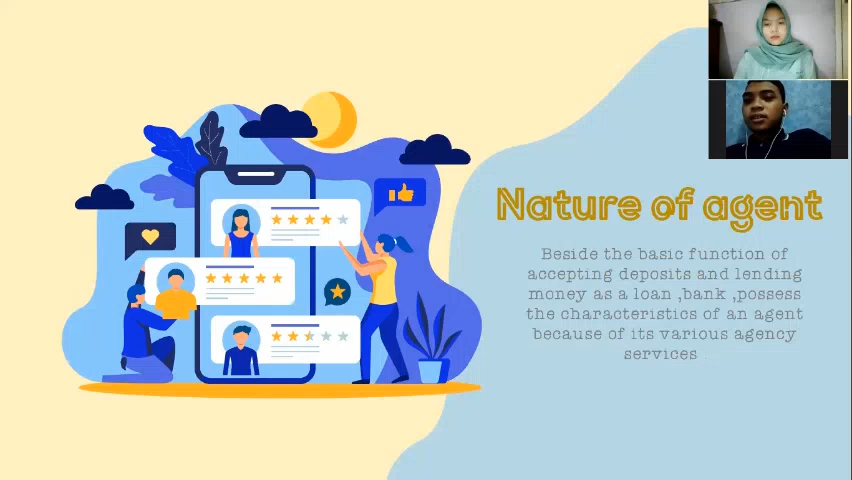 Nature of agent
Beside the basic function of
accepting deposits and lending
money as a loan ,bank ,possess
the characteristics of an agent
because of its various agency
services